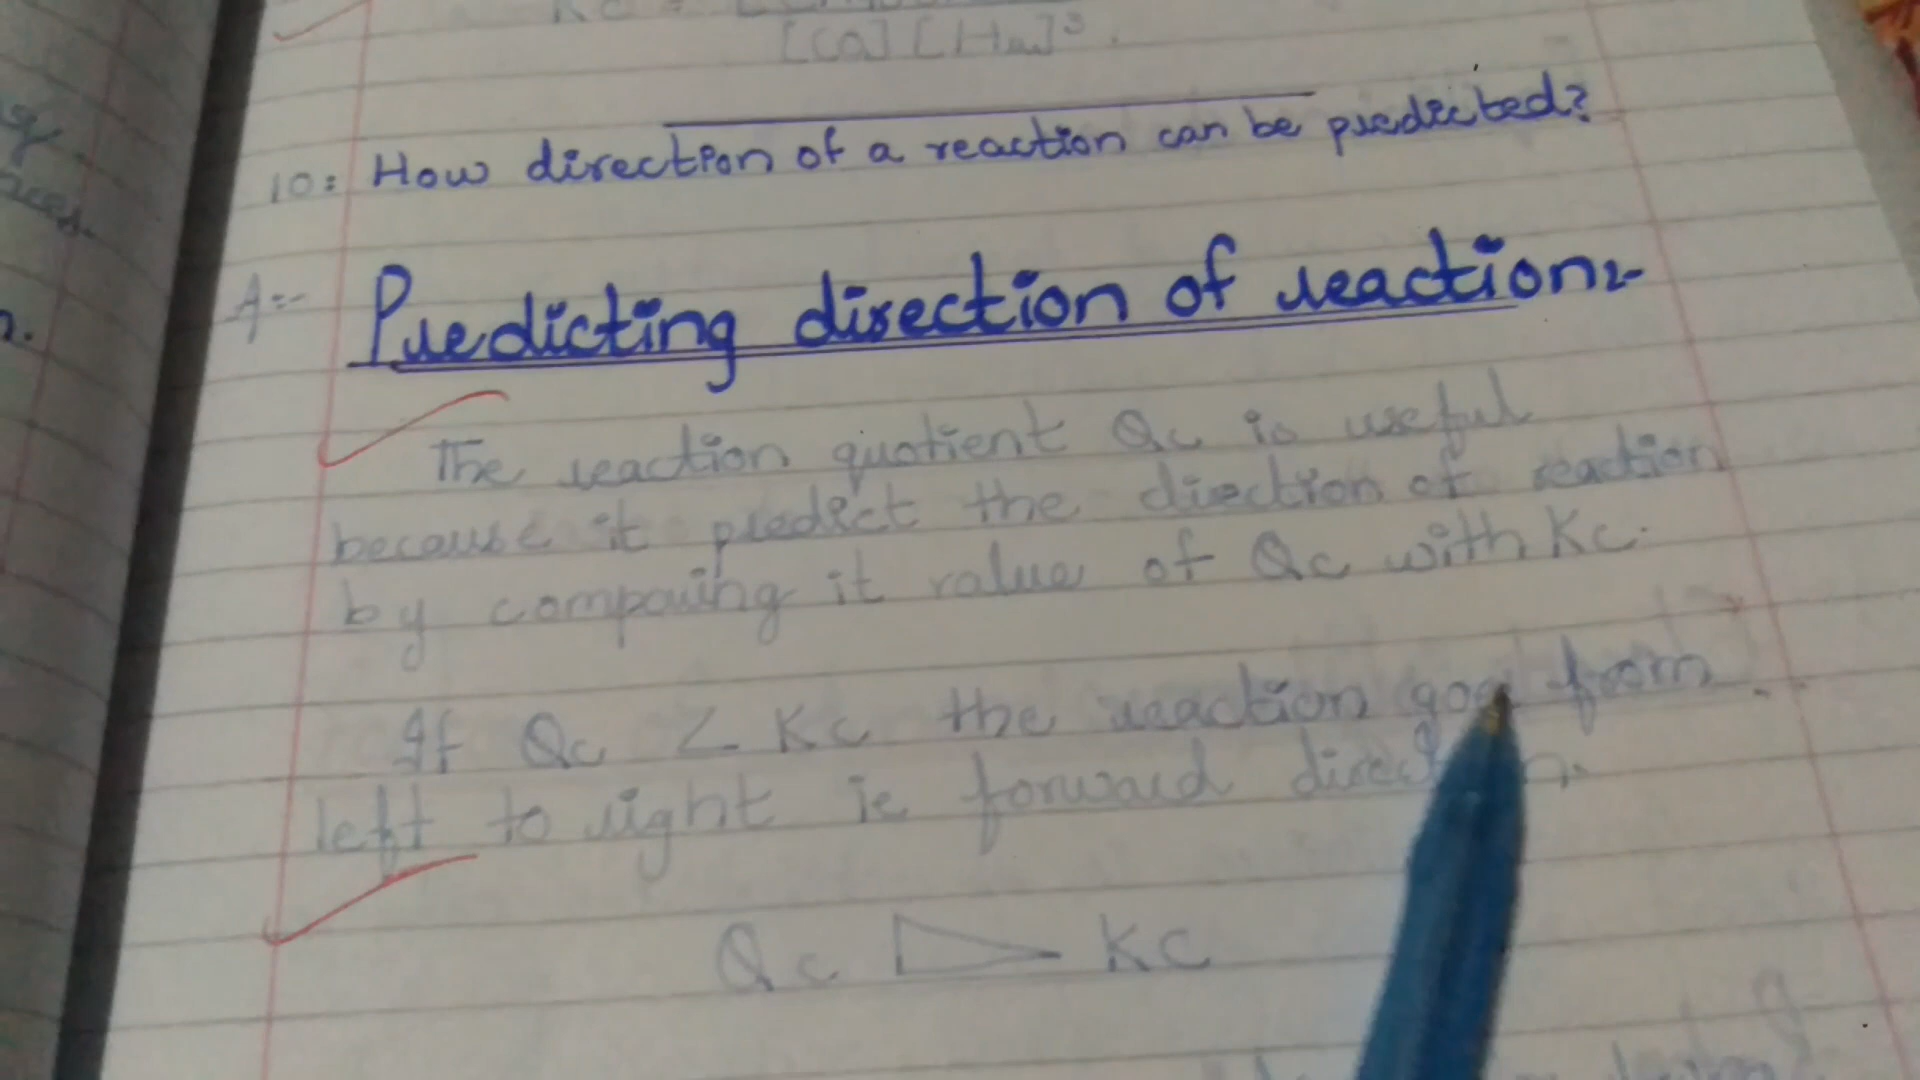 [CO] [H₂]³.
10: How direction of a reaction can be predicted?
A:- Predicting direction of reaction:-
The reaction quotient Qc is useful
because it predict the direction of reaction
by comparing it value of Qc with Kc.
If Qc < Kc the reaction goes from
left to right ie forward direction.
Qc Kc